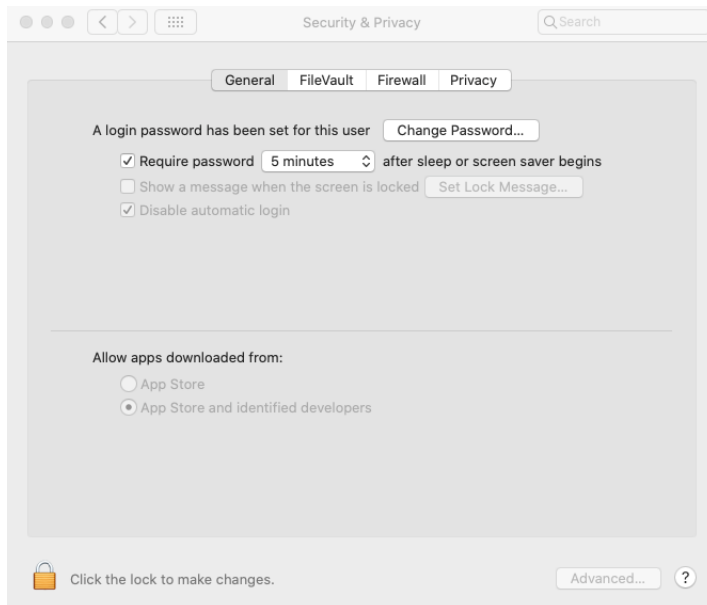 Security & Privacy
Search
General FileVault Firewall Privacy
A login password has been set for this user Change Password...
Require password 5 minutes after sleep or screen saver begins
Show a message when the screen is locked Set Lock Message...
Disable automatic login
Allow apps downloaded from:
App Store
App Store and identified developers
Click the lock to make changes.
Advanced... ?